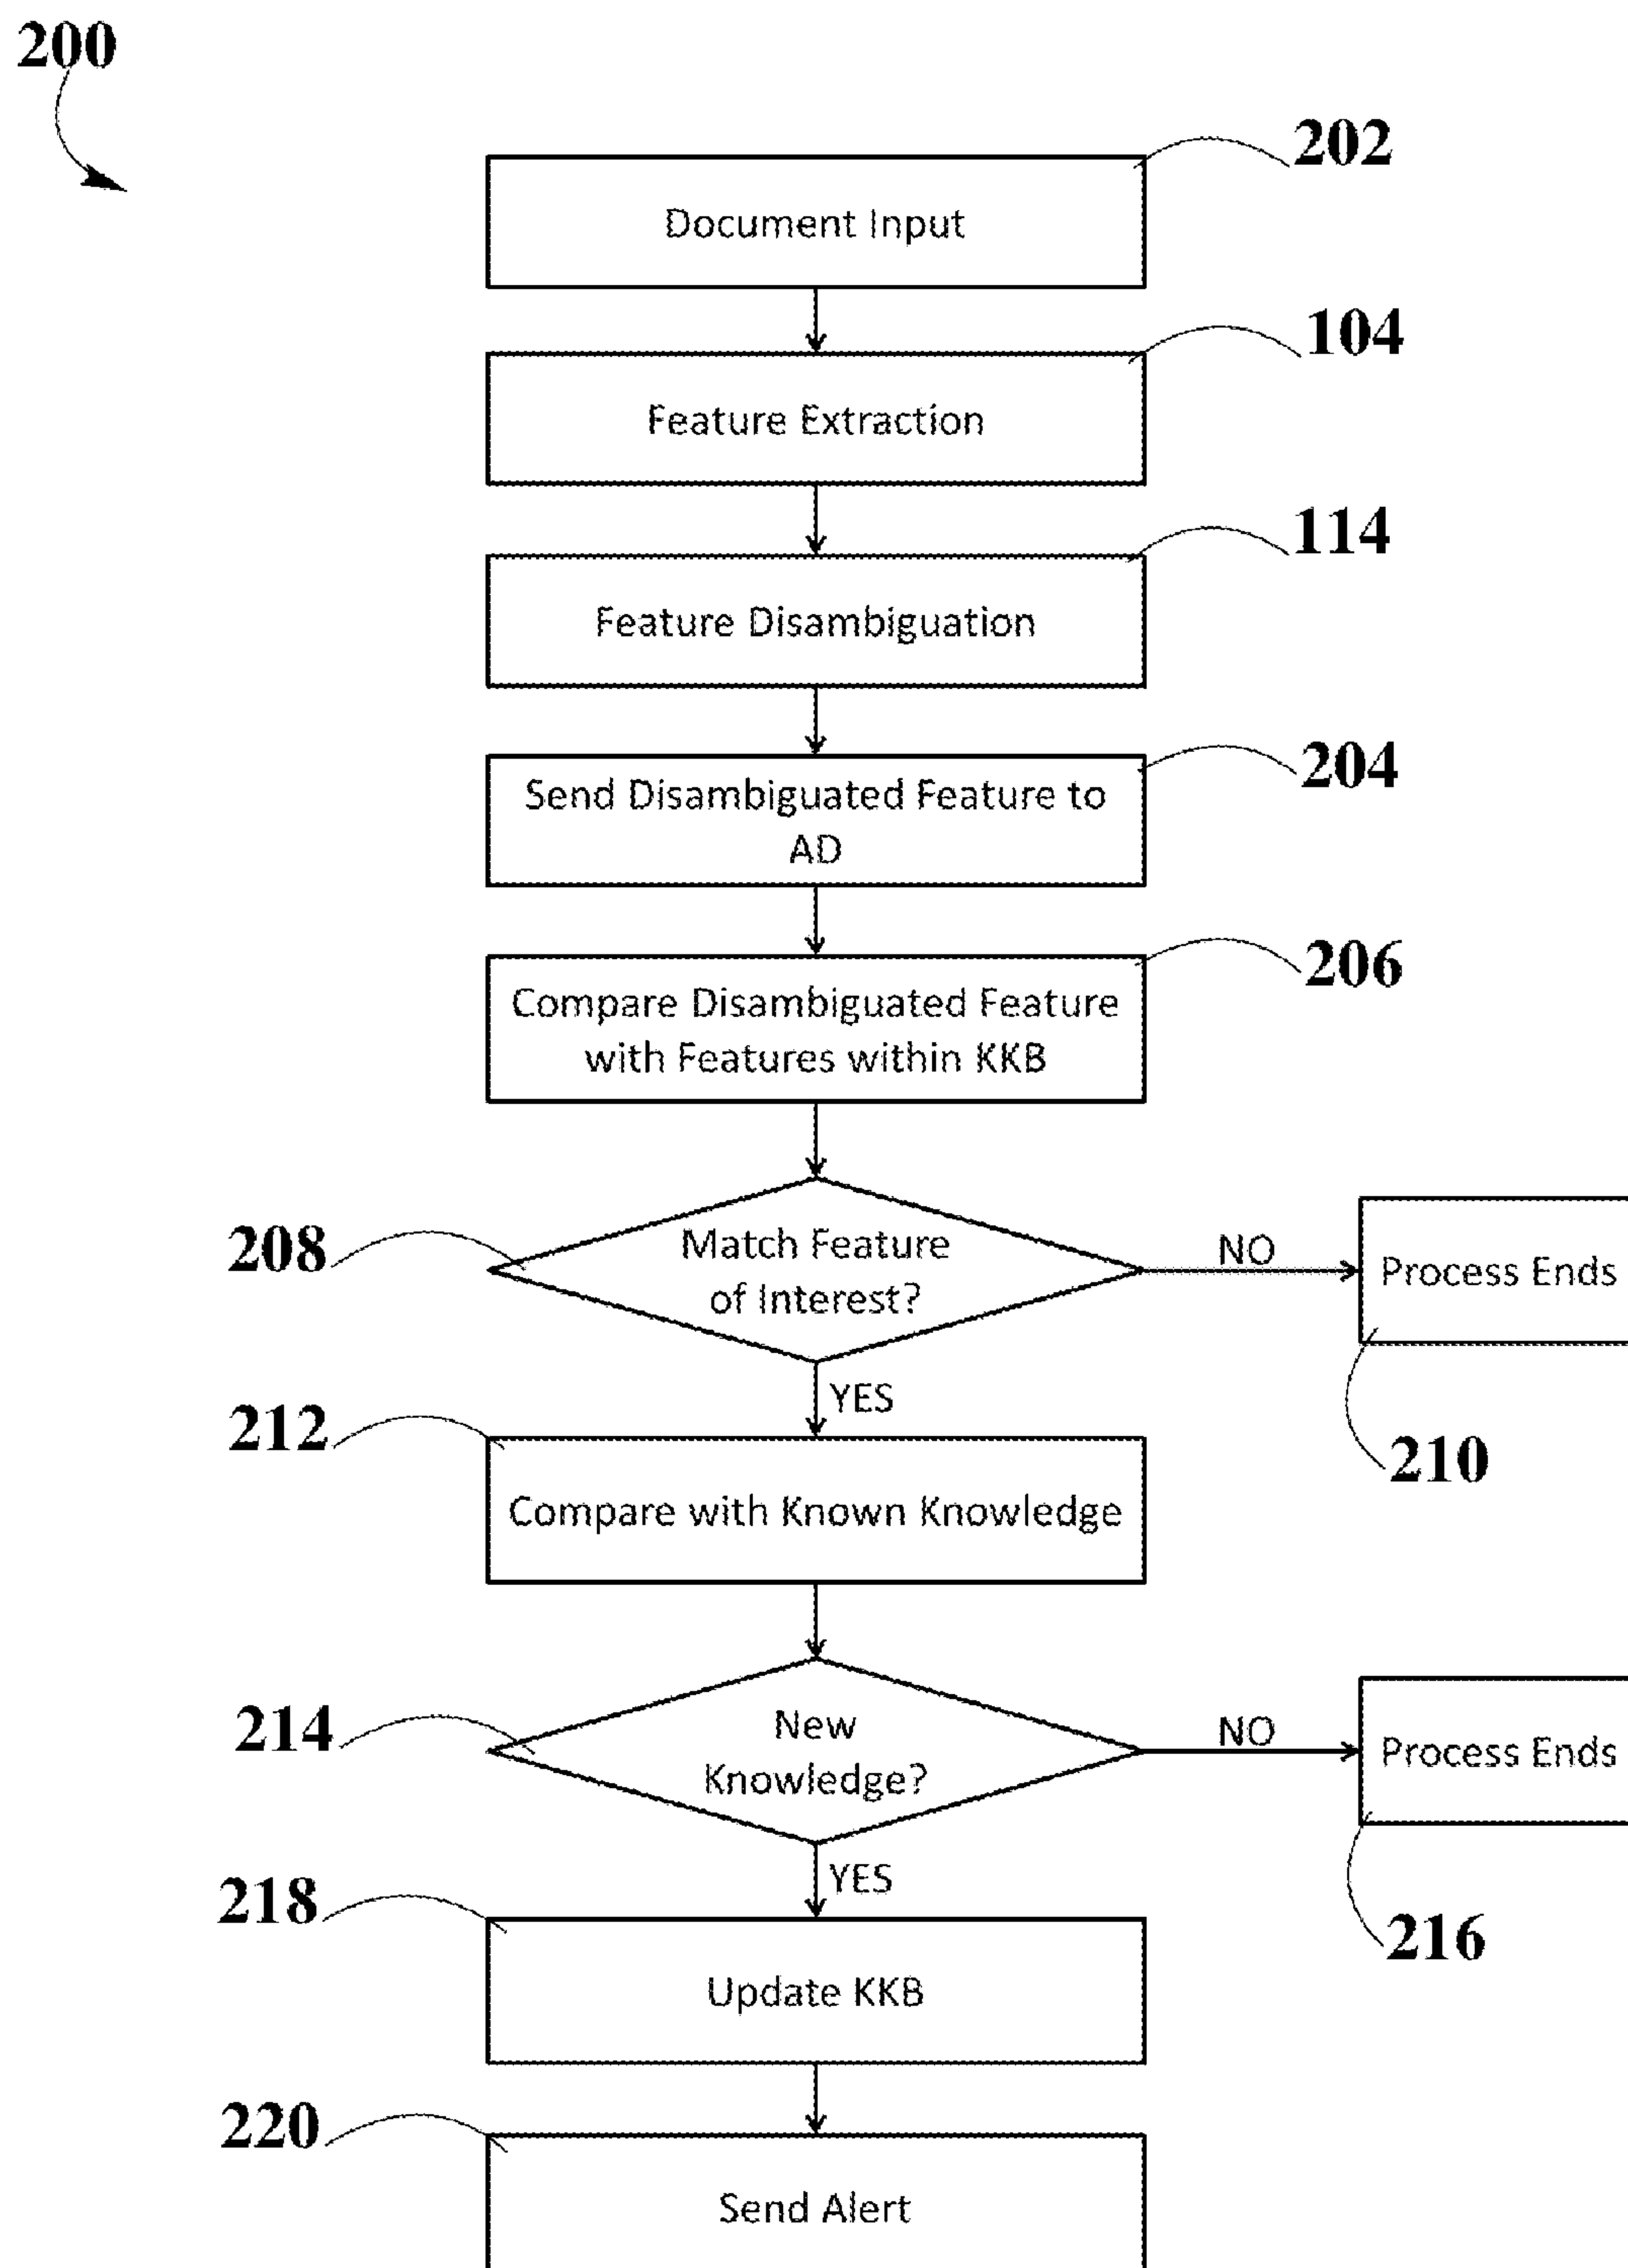 200
202
Document Input
104
Feature Extraction
114
Feature Disambiguation
204
Send Disambiguated Feature to
AD
206
Compare Disambiguated Feature
with Features within KKB
208
Match Feature
of Interest?
NO
Process Ends
210
YES
212
Compare with Known Knowledge
214
New
Knowledge?
NO
Process Ends
216
YES
218
Update KKB
220
Send Alert